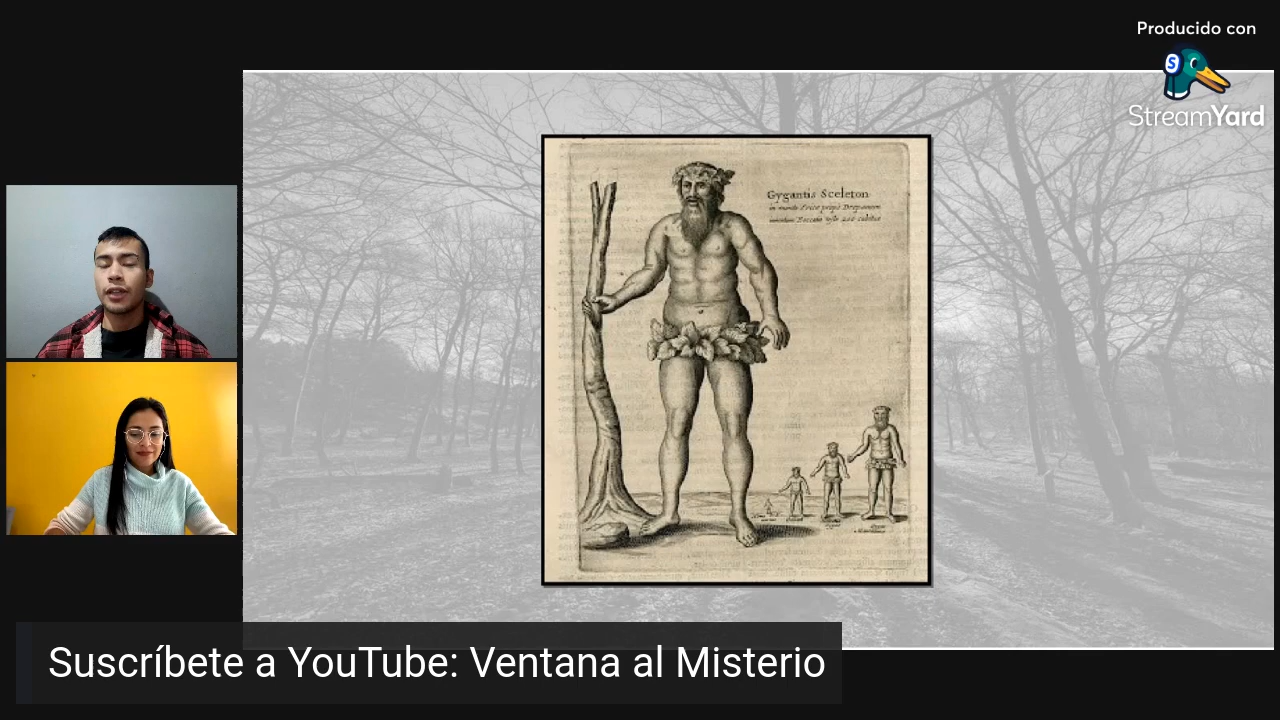 Producido con
StreamYard
Gygantis Sceleton
Suscríbete a YouTube: Ventana al Misterio